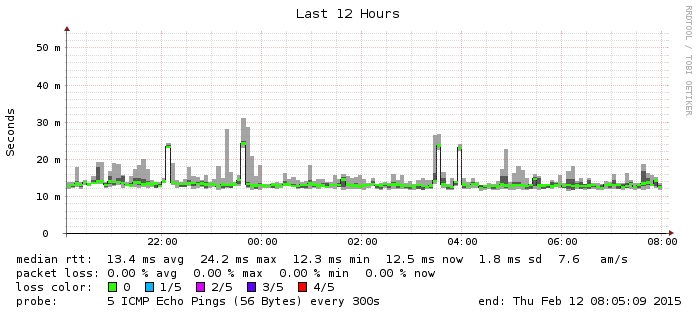 Last 12 Hours
RRDTOOL / TOBI OETIKER
Seconds
50 m
40 m
30 m
20 m
10 m
0
22:00 00:00 02:00 04:00 06:00 08:00
median rtt: 13.4 ms avg 24.2 ms max 12.3 ms min 12.5 ms now 1.8 ms sd 7.6 am/s
packet loss: 0.00 % avg 0.00 % max 0.00 % min 0.00 % now
loss color: 0 1/5 2/5 3/5 4/5
probe: 5 ICMP Echo Pings (56 Bytes) every 300s end: Thu Feb 12 08:05:09 2015